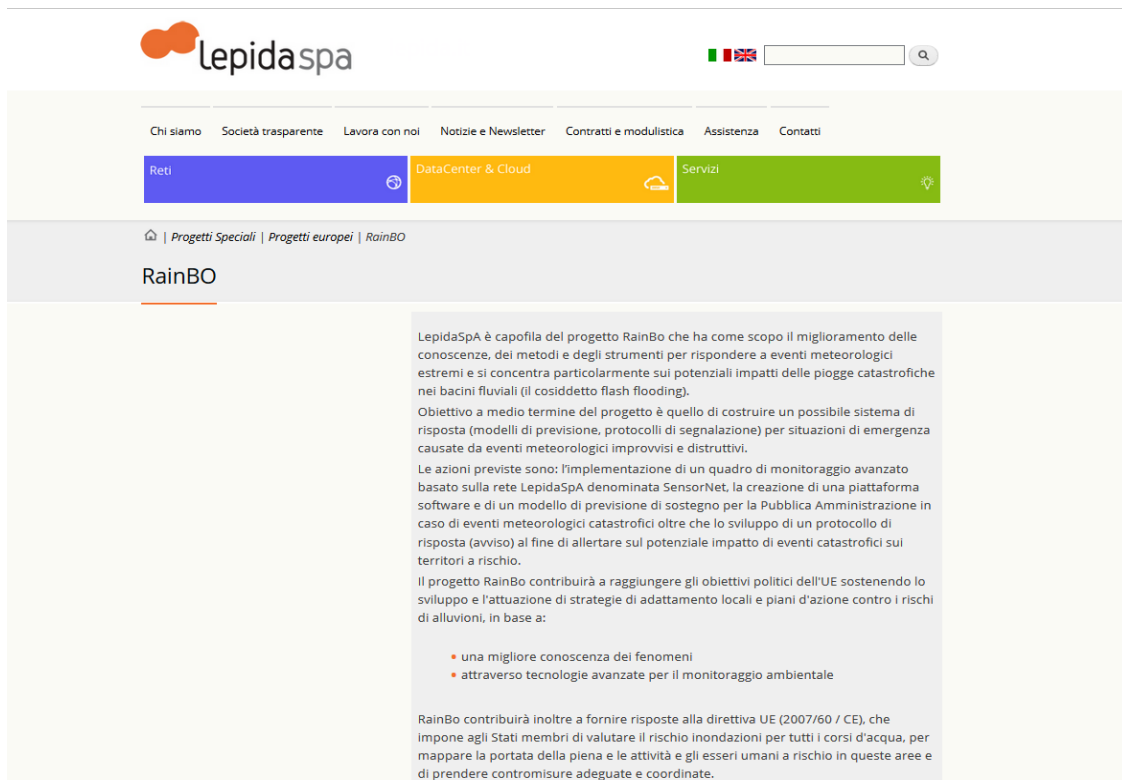 lepidaspa
Chi siamo Società trasparente Lavora con noi Notizie e Newsletter Contratti e modulistica Assistenza Contatti
Reti DataCenter & Cloud Servizi
| Progetti Speciali | Progetti europei | RainBO
RainBO
LepidaSpA è capofila del progetto RainBo che ha come scopo il miglioramento delle
conoscenze, dei metodi e degli strumenti per rispondere a eventi meteorologici
estremi e si concentra particolarmente sui potenziali impatti delle piogge catastrofiche
nei bacini fluviali (il cosiddetto flash flooding).
Obiettivo a medio termine del progetto è quello di costruire un possibile sistema di
risposta (modelli di previsione, protocolli di segnalazione) per situazioni di emergenza
causate da eventi meteorologici improvvisi e distruttivi.
Le azioni previste sono: l'implementazione di un quadro di monitoraggio avanzato
basato sulla rete LepidaSpA denominata SensorNet, la creazione di una piattaforma
software e di un modello di previsione di sostegno per la Pubblica Amministrazione in
caso di eventi meteorologici catastrofici oltre che lo sviluppo di un protocollo di
risposta (avviso) al fine di allertare sul potenziale impatto di eventi catastrofici sui
territori a rischio.
Il progetto RainBo contribuirà a raggiungere gli obiettivi politici dell'UE sostenendo lo
sviluppo e l'attuazione di strategie di adattamento locali e piani d'azione contro i rischi
di alluvioni, in base a:
• una migliore conoscenza dei fenomeni
• attraverso tecnologie avanzate per il monitoraggio ambientale
RainBo contribuirà inoltre a fornire risposte alla direttiva UE (2007/60 / CE), che
impone agli Stati membri di valutare il rischio inondazioni per tutti i corsi d'acqua, per
mappare la portata della piena e le attività e gli esseri umani a rischio in queste aree e
di prendere contromisure adeguate e coordinate.